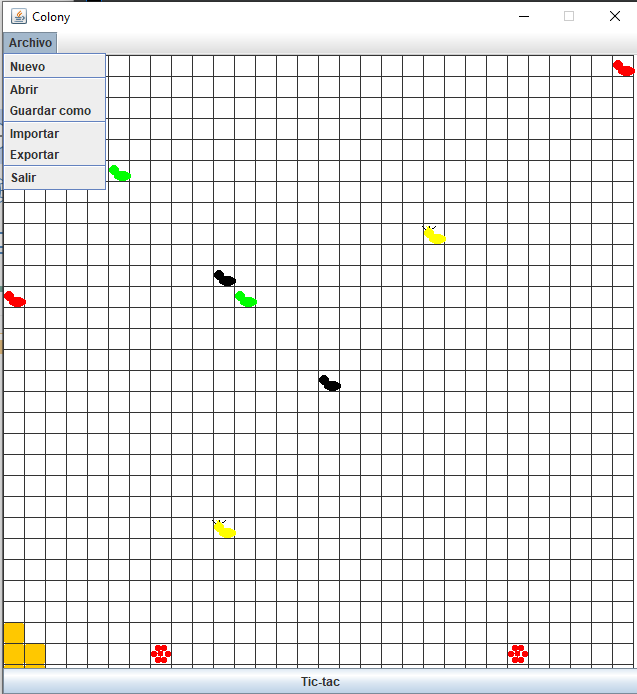 Colony
Archivo
Nuevo
Abrir
Guardar como
Importar
Exportar
Salir
Tic-tac